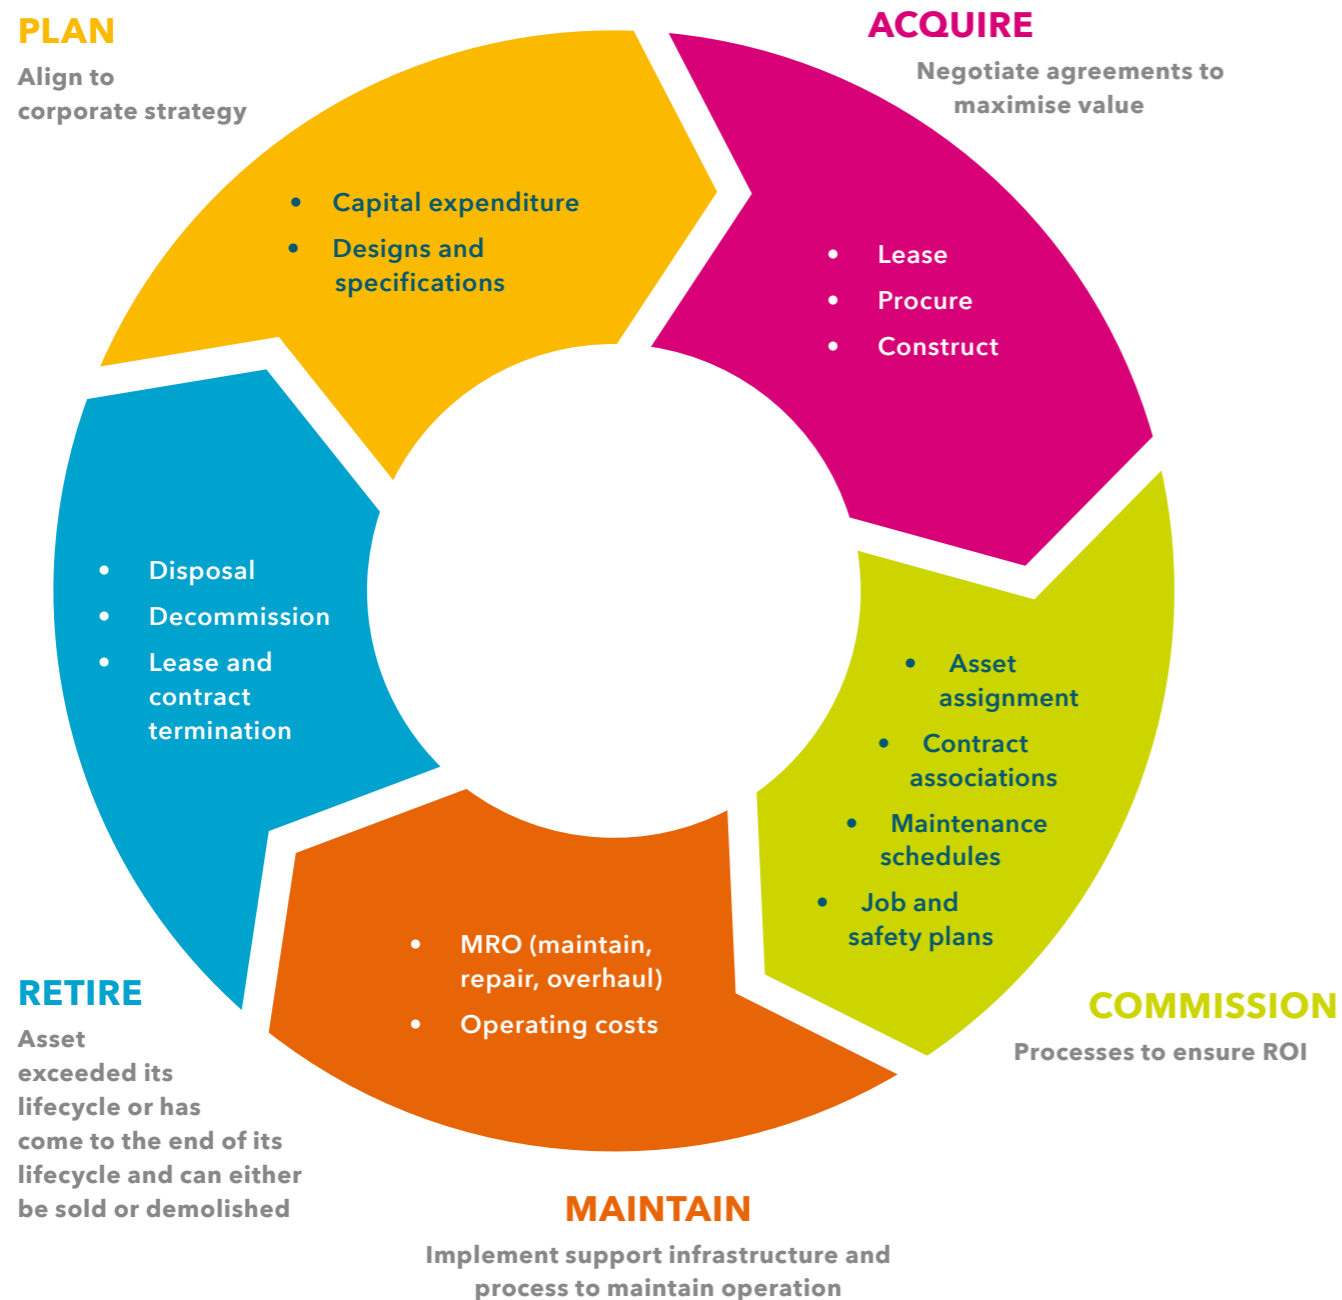 PLAN
Align to
corporate strategy
• Capital expenditure
• Designs and
specifications
ACQUIRE
Negotiate agreements to
maximise value
• Lease
• Procure
• Construct
• Asset
assignment
• Contract
associations
• Maintenance
schedules
• Job and
safety plans
COMMISSION
Processes to ensure ROI
• MRO (maintain,
repair, overhaul)
• Operating costs
MAINTAIN
Implement support infrastructure and
process to maintain operation
• Disposal
• Decommission
• Lease and
contract
termination
RETIRE
Asset
exceeded its
lifecycle or has
come to the end of its
lifecycle and can either
be sold or demolished